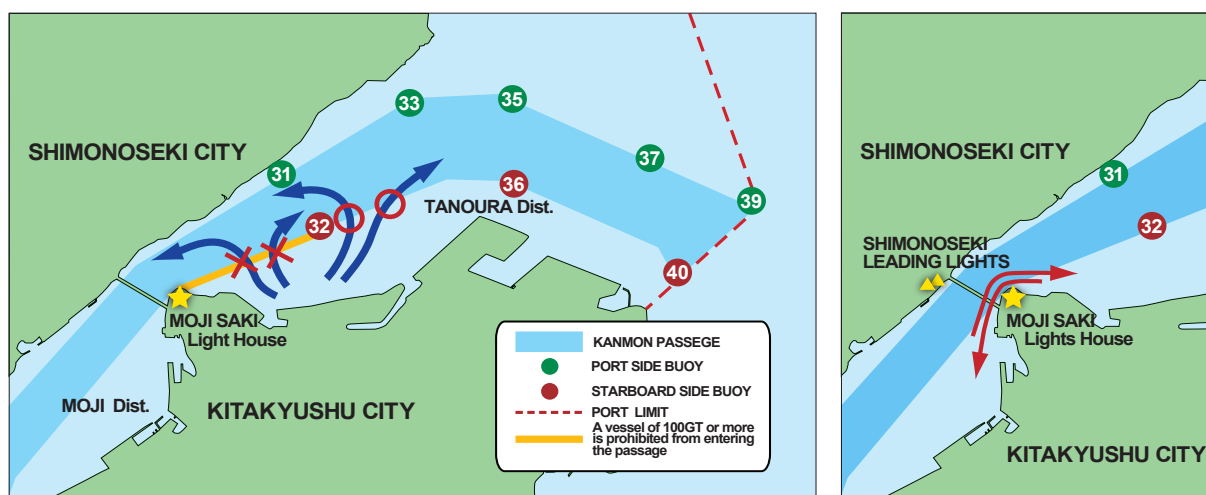 SHIMONOSEKI CITY
31
33
35
37
39
32
36
40
TANOURA Dist.
MOJI SAKI
Light House
MOJI Dist.
KITAKYUSHU CITY
KANMON PASSEGE
PORT SIDE BUOY
STARBOARD SIDE BUOY
PORT LIMIT
A vessel of 100GT or more
is prohibited from entering
the passage
SHIMONOSEKI CITY
31
32
SHIMONOSEKI
LEADING LIGHTS
MOJI SAKI
Lights House
KITAKYUSHU CITY